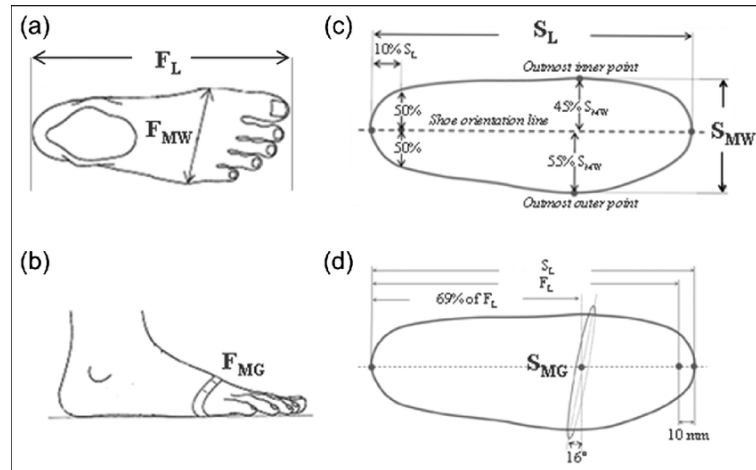 (a)
F_L
F_MW
(b)
F_MG
(c)
S_L
10% S_L
Outmost inner point
50%
45% S_MW
Shoe orientation line
50%
55% S_MW
S_MW
Outmost outer point
(d)
S_L
F_L
69% of F_L
S_MG
10 mm
16°